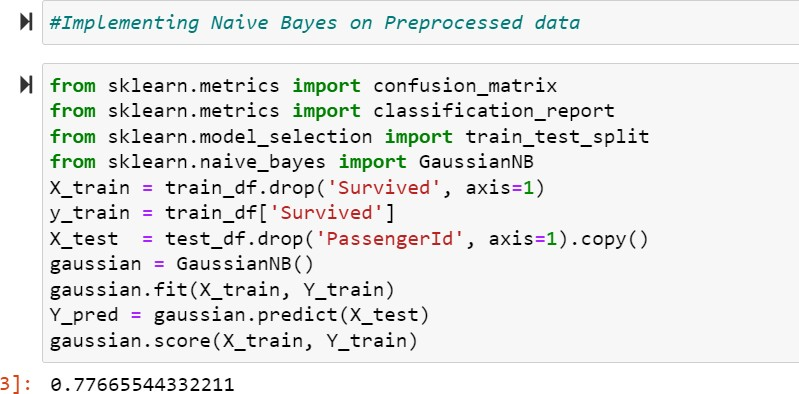 #Implementing Naive Bayes on Preprocessed data
from sklearn.metrics import confusion_matrix
from sklearn.metrics import classification_report
from sklearn.model_selection import train_test_split
from sklearn.naive_bayes import GaussianNB
X_train = train_df.drop('Survived', axis=1)
y_train = train_df['Survived']
X_test  = test_df.drop('PassengerId', axis=1).copy()
gaussian = GaussianNB()
gaussian.fit(X_train, Y_train)
Y_pred = gaussian.predict(X_test)
gaussian.score(X_train, Y_train)
3]: 0.77665544332211